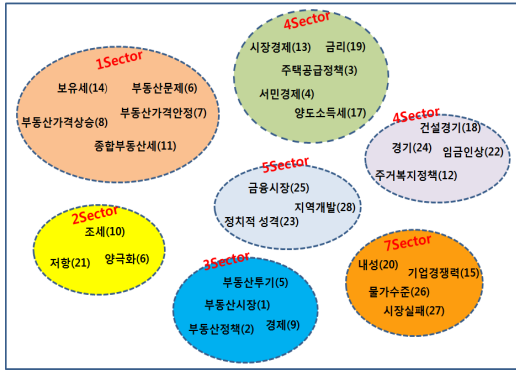 1Sector
보유세(14) 부동산문제(6)
부동산가격상승(8) 부동산가격안정(7)
종합부동산세(11)
4Sector
시장경제(13) 금리(19)
주택공급정책(3)
서민경제(4)
양도소득세(17)
4Sector
건설경기(18)
경기(24) 임금인상(22)
주거복지정책(12)
5Sector
금융시장(25)
지역개발(28)
정치적 성격(23)
2Sector
조세(10)
저항(21) 양극화(6)
3Sector
부동산투기(5)
부동산시장(1)
부동산정책(2) 경제(9)
7Sector
내성(20) 기업경쟁력(15)
물가수준(26)
시장실패(27)